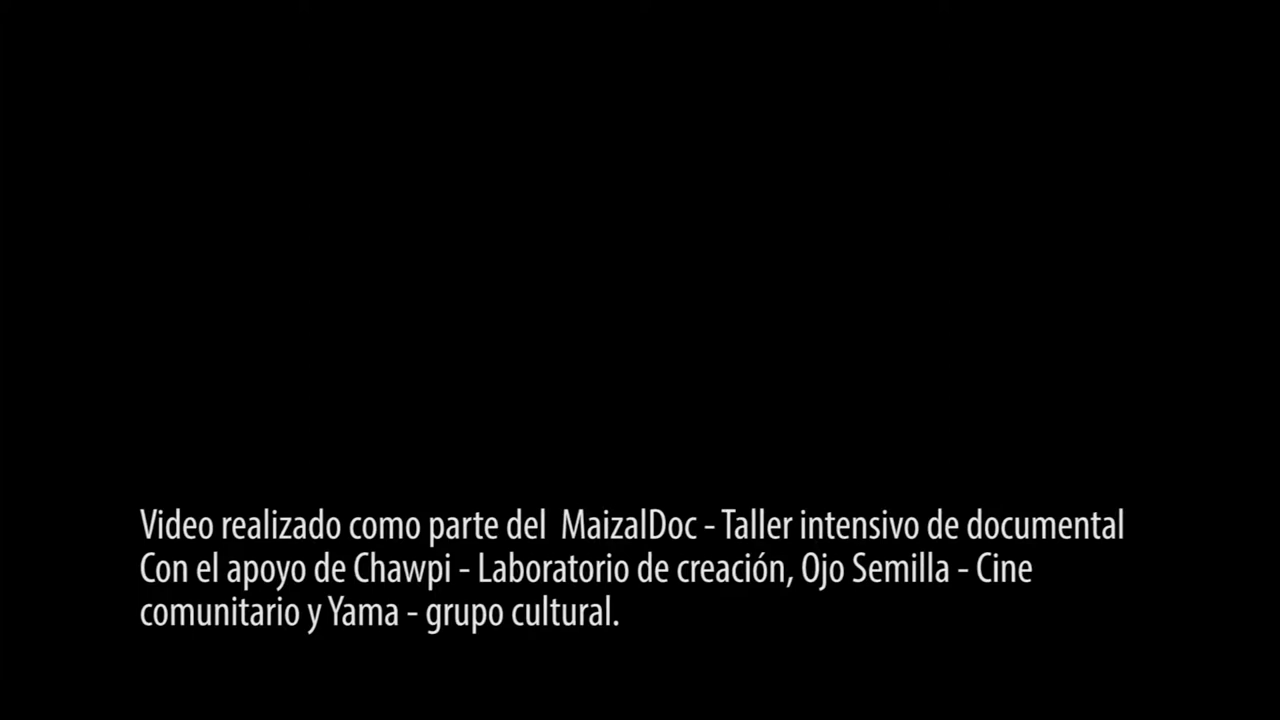 Video realizado como parte del  MaizalDoc - Taller intensivo de documental
Con el apoyo de Chawpi - Laboratorio de creación, Ojo Semilla - Cine
comunitario y Yama - grupo cultural.